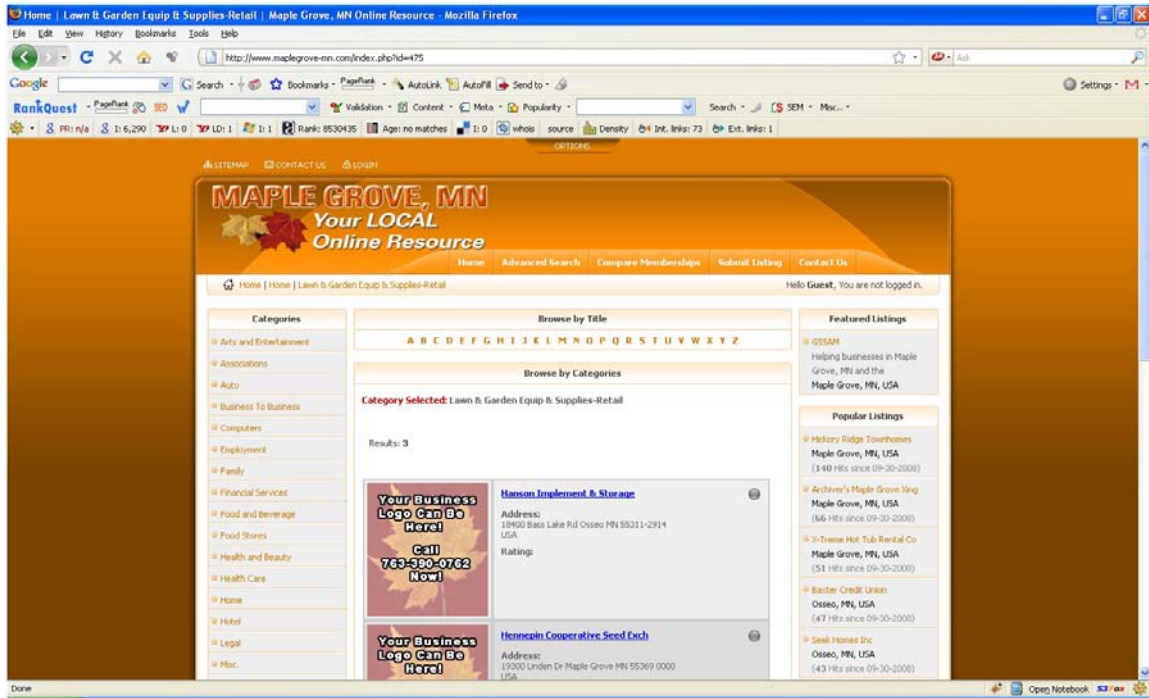 Home | Lawn & Garden Equip & Supplies-Retail | Maple Grove, MN Online Resource - Mozilla Firefox
File Edit View History Bookmarks Tools Help
http://www.maplegrove-mn.com/index.php?id=475
Ask
Google Search Bookmarks PageRank AutoLink AutoFill Send to Settings
RankQuest PageRank SEO Validation Content Meta Popularity Search SEM Misc...
PR: n/a I: 6,290 L: 0 LD: 1 I: 1 Rank: 8530435 Age: no matches I: 0 whois source Density Int. links: 73 Ext. links: 1
OPTIONS
SITEMAP CONTACT US LOGIN
MAPLE GROVE, MN
Your LOCAL
Online Resource
Home Advanced Search Compare Memberships Submit Listing Contact Us
Home | Home | Lawn & Garden Equip & Supplies-Retail
Hello Guest, You are not logged in.
Categories
Arts and Entertainment
Associations
Auto
Business To Business
Computers
Employment
Family
Financial Services
Food and Beverage
Food Stores
Health and Beauty
Health Care
Home
Hotel
Legal
Misc.
Browse by Title
A B C D E F G H I J K L M N O P Q R S T U V W X Y Z
Browse by Categories
Category Selected: Lawn & Garden Equip & Supplies-Retail
Results: 3
Your Business
Logo Can Be
Here!
Call
763-390-0762
Now!
Hanson Implement & Storage
Address:
18400 Bass Lake Rd Osseo MN 55311-2914
USA
Rating:
Your Business
Logo Can Be
Here!
Hennepin Cooperative Seed Exch
Address:
19300 Linden Dr Maple Grove MN 55369 0000
USA
Featured Listings
GSSAM
Helping businesses in Maple
Grove, MN and the
Maple Grove, MN, USA
Popular Listings
Hickory Ridge Townhomes
Maple Grove, MN, USA
(140 Hits since 09-30-2008)
Archiver's Maple Grove Xing
Maple Grove, MN, USA
(66 Hits since 09-30-2008)
X-Treme Hot Tub Rental Co
Maple Grove, MN, USA
(51 Hits since 09-30-2008)
Baxter Credit Union
Osseo, MN, USA
(47 Hits since 09-30-2008)
Seek Homes Inc
Osseo, MN, USA
(43 Hits since 09-30-2008)
Done
Open Notebook